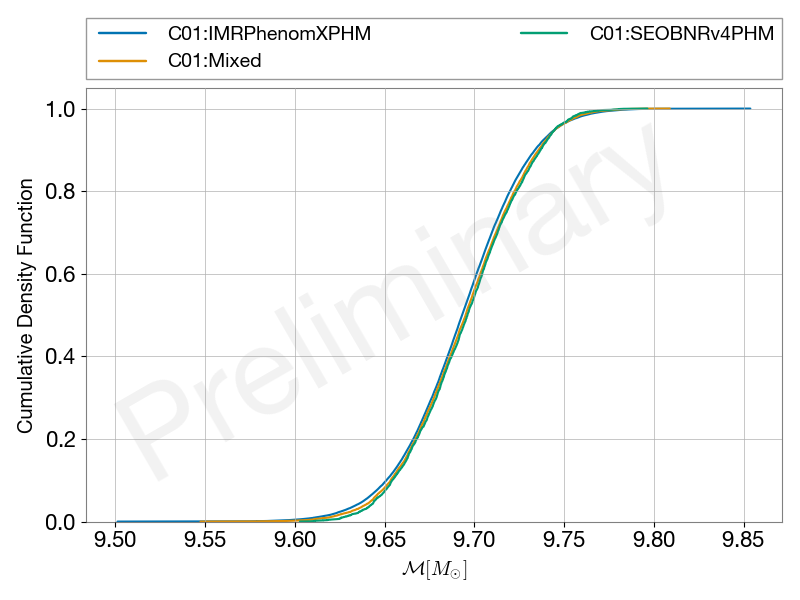 C01:IMRPhenomXPHM
C01:Mixed
C01:SEOBNRv4PHM
Cumulative Density Function
1.0
0.8
0.6
0.4
0.2
0.0
Preliminary
9.50 9.55 9.60 9.65 9.70 9.75 9.80 9.85
ℳ[M☉]